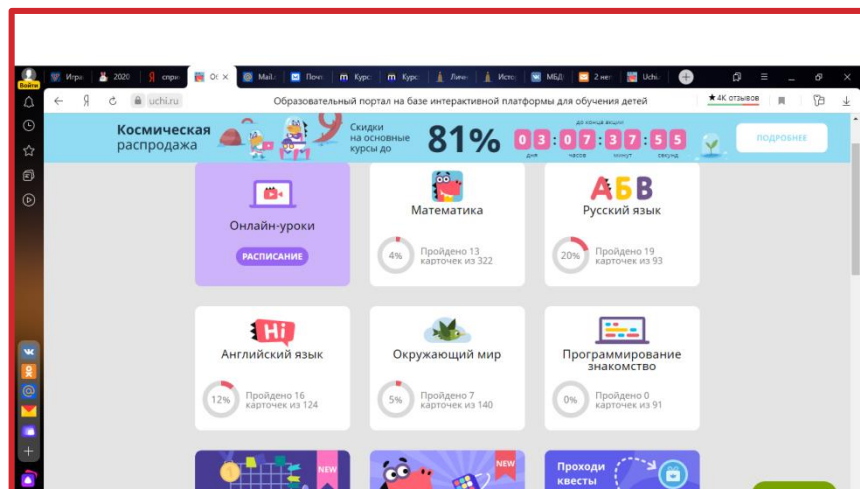 Войти
Игра
2020
Я спри
Ос
Mail.
Почт
Курс
Курс
Личн
Исто
МБД
2 нег
Uchi.
uchi.ru
Образовательный портал на базе интерактивной платформы для обучения детей
★ 4К отзывов
Космическая
распродажа
Скидки
на основные
курсы до
81%
до конца акции
03:07:37:55
дня часов минут секунд
ПОДРОБНЕЕ
Онлайн-уроки
РАСПИСАНИЕ
Математика
4%
Пройдено 13
карточек из 322
АБВ
Русский язык
20%
Пройдено 19
карточек из 93
Hi
Английский язык
12%
Пройдено 16
карточек из 124
Окружающий мир
5%
Пройдено 7
карточек из 140
Программирование
знакомство
0%
Пройдено 0
карточек из 91
NEW
NEW
Проходи
квесты